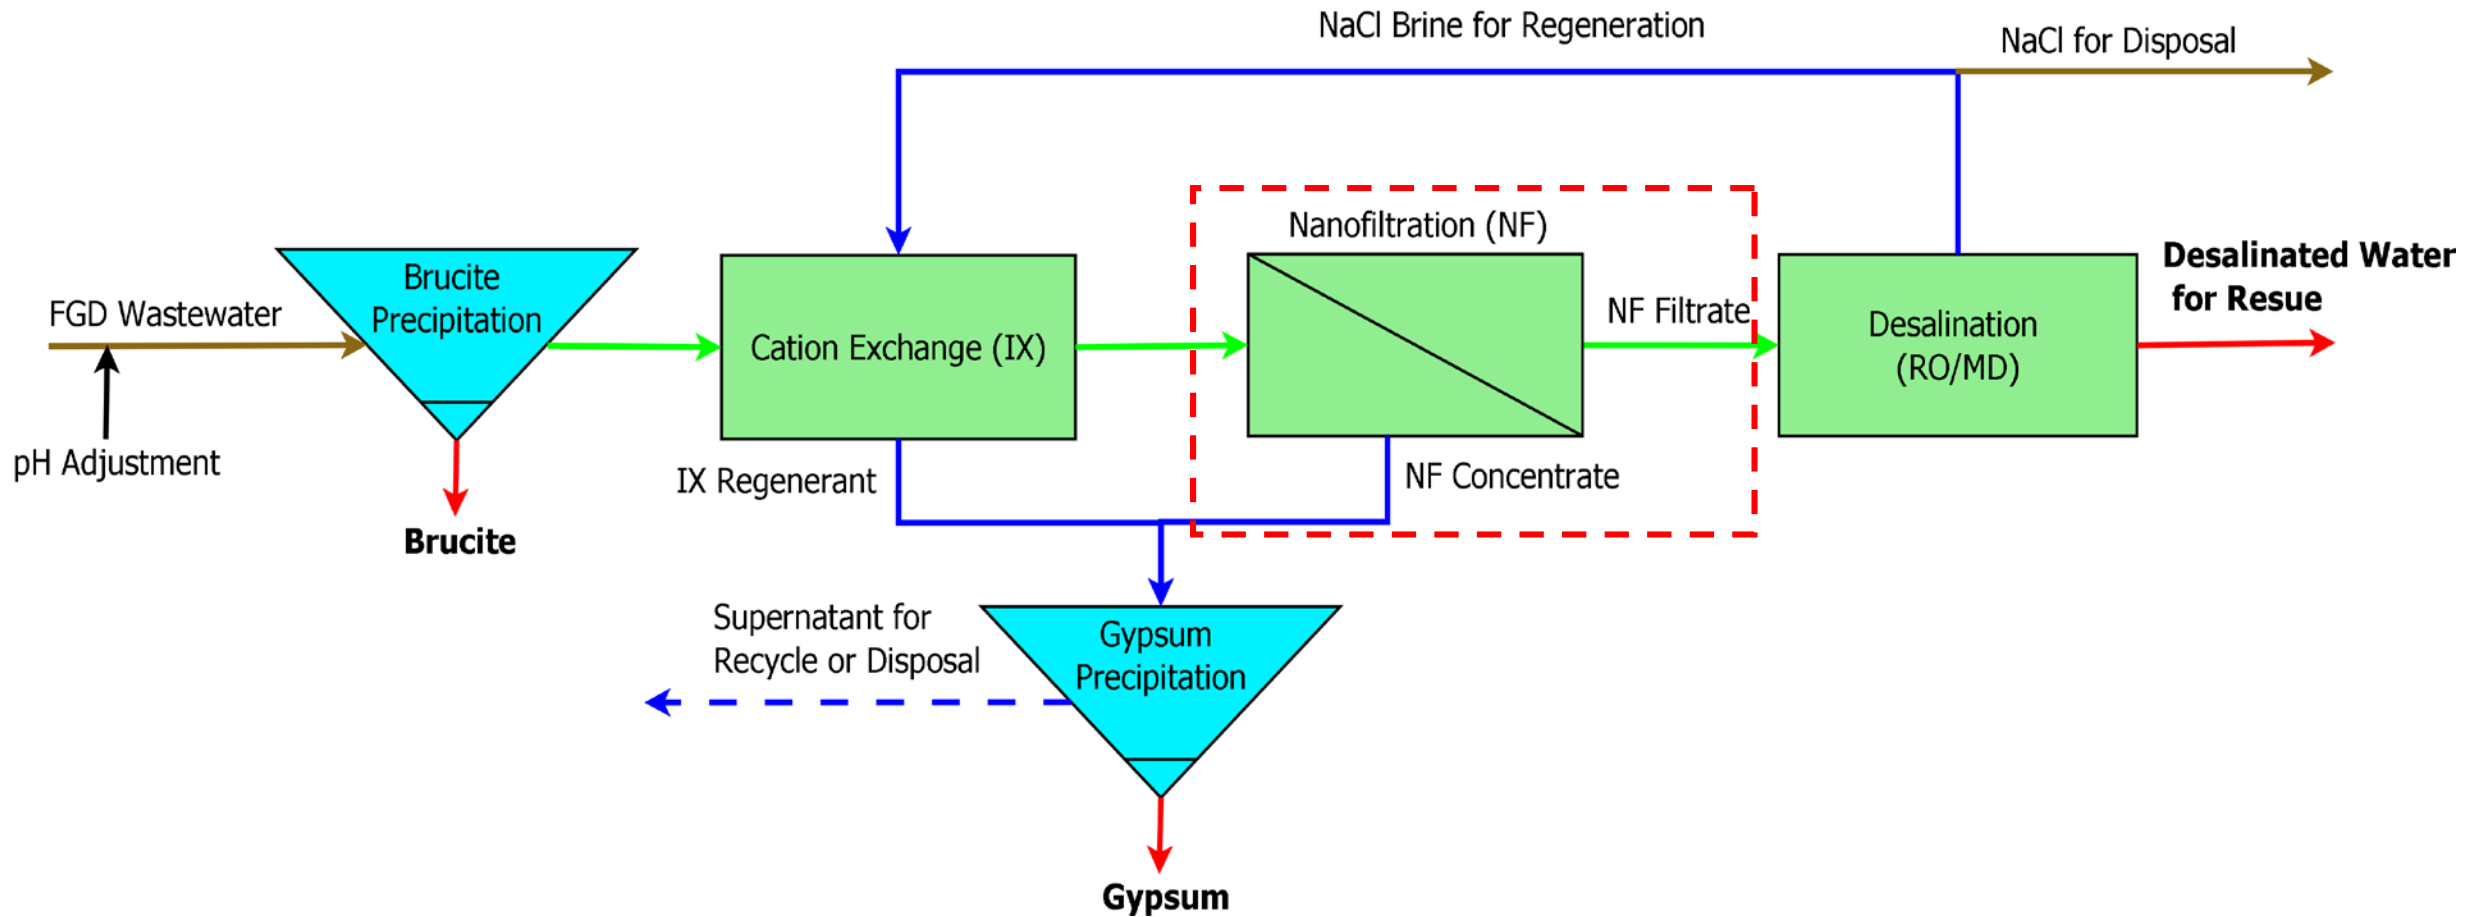 NaCl Brine for Regeneration
NaCl for Disposal
Nanofiltration (NF)
Desalinated Water
for Resue
Brucite
Precipitation
FGD Wastewater
NF Filtrate
Cation Exchange (IX)
Desalination
(RO/MD)
pH Adjustment
IX Regenerant
NF Concentrate
Brucite
Supernatant for
Recycle or Disposal
Gypsum
Precipitation
Gypsum